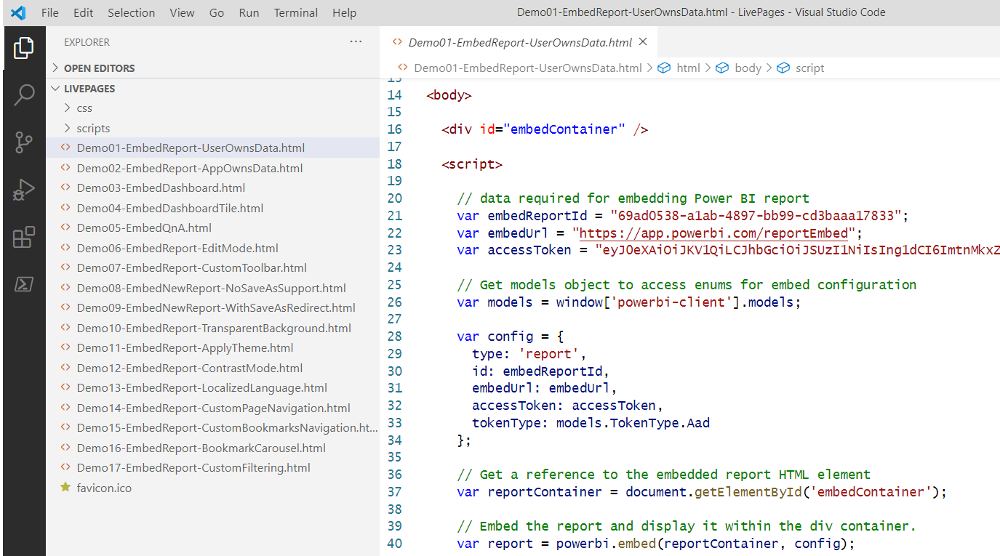 File Edit Selection View Go Run Terminal Help Demo01-EmbedReport-UserOwnsData.html - LivePages - Visual Studio Code
EXPLORER ···
OPEN EDITORS
LIVEPAGES
css
scripts
Demo01-EmbedReport-UserOwnsData.html
Demo02-EmbedReport-AppOwnsData.html
Demo03-EmbedDashboard.html
Demo04-EmbedDashboardTile.html
Demo05-EmbedQnA.html
Demo06-EmbedReport-EditMode.html
Demo07-EmbedReport-CustomToolbar.html
Demo08-EmbedNewReport-NoSaveAsSupport.html
Demo09-EmbedNewReport-WithSaveAsRedirect.html
Demo10-EmbedReport-TransparentBackground.html
Demo11-EmbedReport-ApplyTheme.html
Demo12-EmbedReport-ContrastMode.html
Demo13-EmbedReport-LocalizedLanguage.html
Demo14-EmbedReport-CustomPageNavigation.html
Demo15-EmbedReport-CustomBookmarksNavigation.ht...
Demo16-EmbedReport-BookmarkCarousel.html
Demo17-EmbedReport-CustomFiltering.html
favicon.ico
Demo01-EmbedReport-UserOwnsData.html
Demo01-EmbedReport-UserOwnsData.html > html > body > script
13
14 <body>
15
16 <div id="embedContainer" />
17
18 <script>
19
20 // data required for embedding Power BI report
21 var embedReportId = "69ad0538-a1ab-4897-bb99-cd3baaa17833";
22 var embedUrl = "https://app.powerbi.com/reportEmbed";
23 var accessToken = "eyJ0eXAiOiJKV1QiLCJhbGciOiJSUzI1NiIsIng1dCI6ImtnMkxZ
24
25 // Get models object to access enums for embed configuration
26 var models = window['powerbi-client'].models;
27
28 var config = {
29 type: 'report',
30 id: embedReportId,
31 embedUrl: embedUrl,
32 accessToken: accessToken,
33 tokenType: models.TokenType.Aad
34 };
35
36 // Get a reference to the embedded report HTML element
37 var reportContainer = document.getElementById('embedContainer');
38
39 // Embed the report and display it within the div container.
40 var report = powerbi.embed(reportContainer, config);